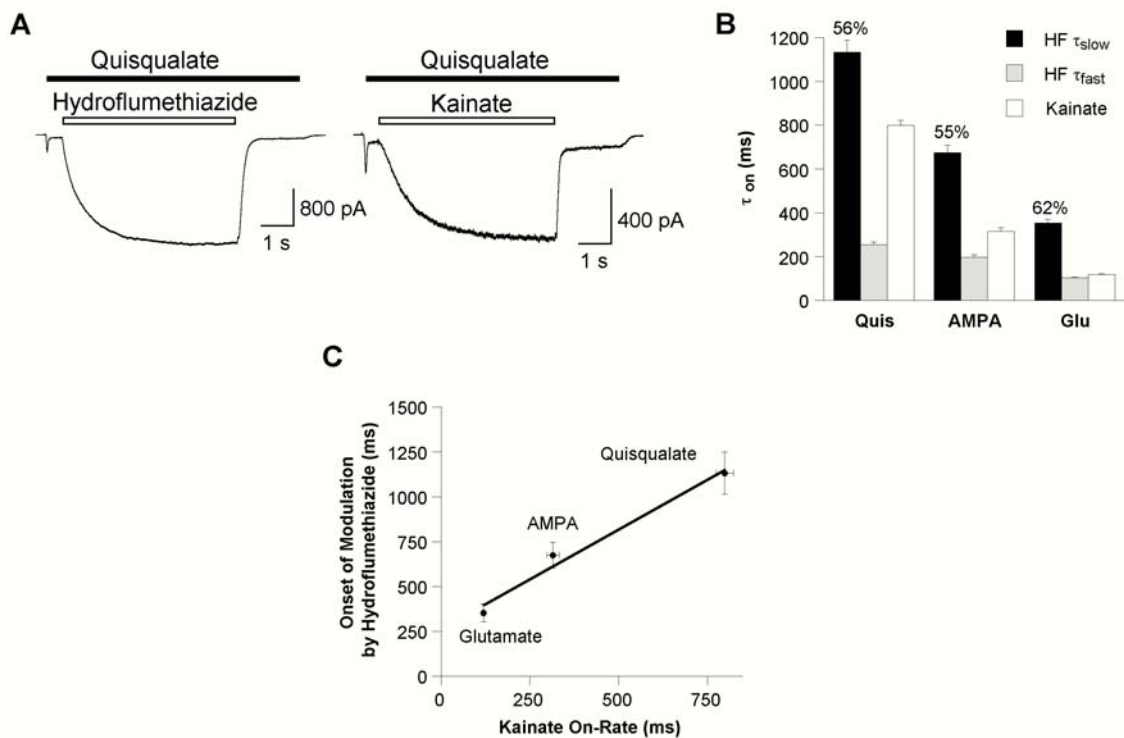 A
Quisqualate
Hydroflumethiazide
800 pA
1 s
Quisqualate
Kainate
400 pA
1 s
B
1200
1000
800
600
400
200
0
τ on (ms)
56%
55%
62%
HF τslow
HF τfast
Kainate
Quis
AMPA
Glu
C
1500
1250
1000
750
500
250
0
Onset of Modulation
by Hydroflumethiazide (ms)
Quisqualate
AMPA
Glutamate
0
250
500
750
Kainate On-Rate (ms)